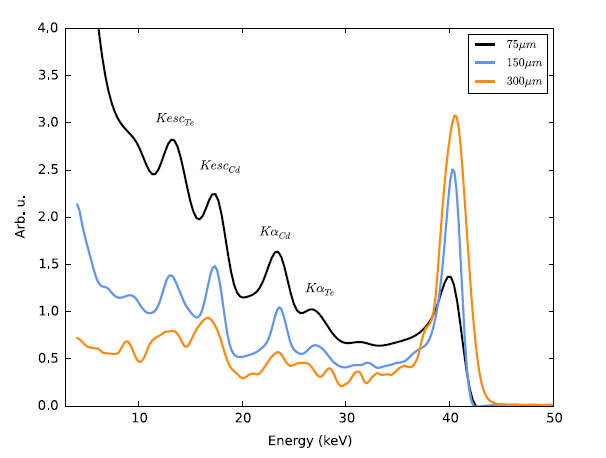 4.0
3.5
3.0
2.5
2.0
1.5
1.0
0.5
0.0
Arb. u.
10
20
30
40
50
Energy (keV)
Kesc_Te
Kesc_Cd
Kα_Cd
Kα_Te
75μm
150μm
300μm